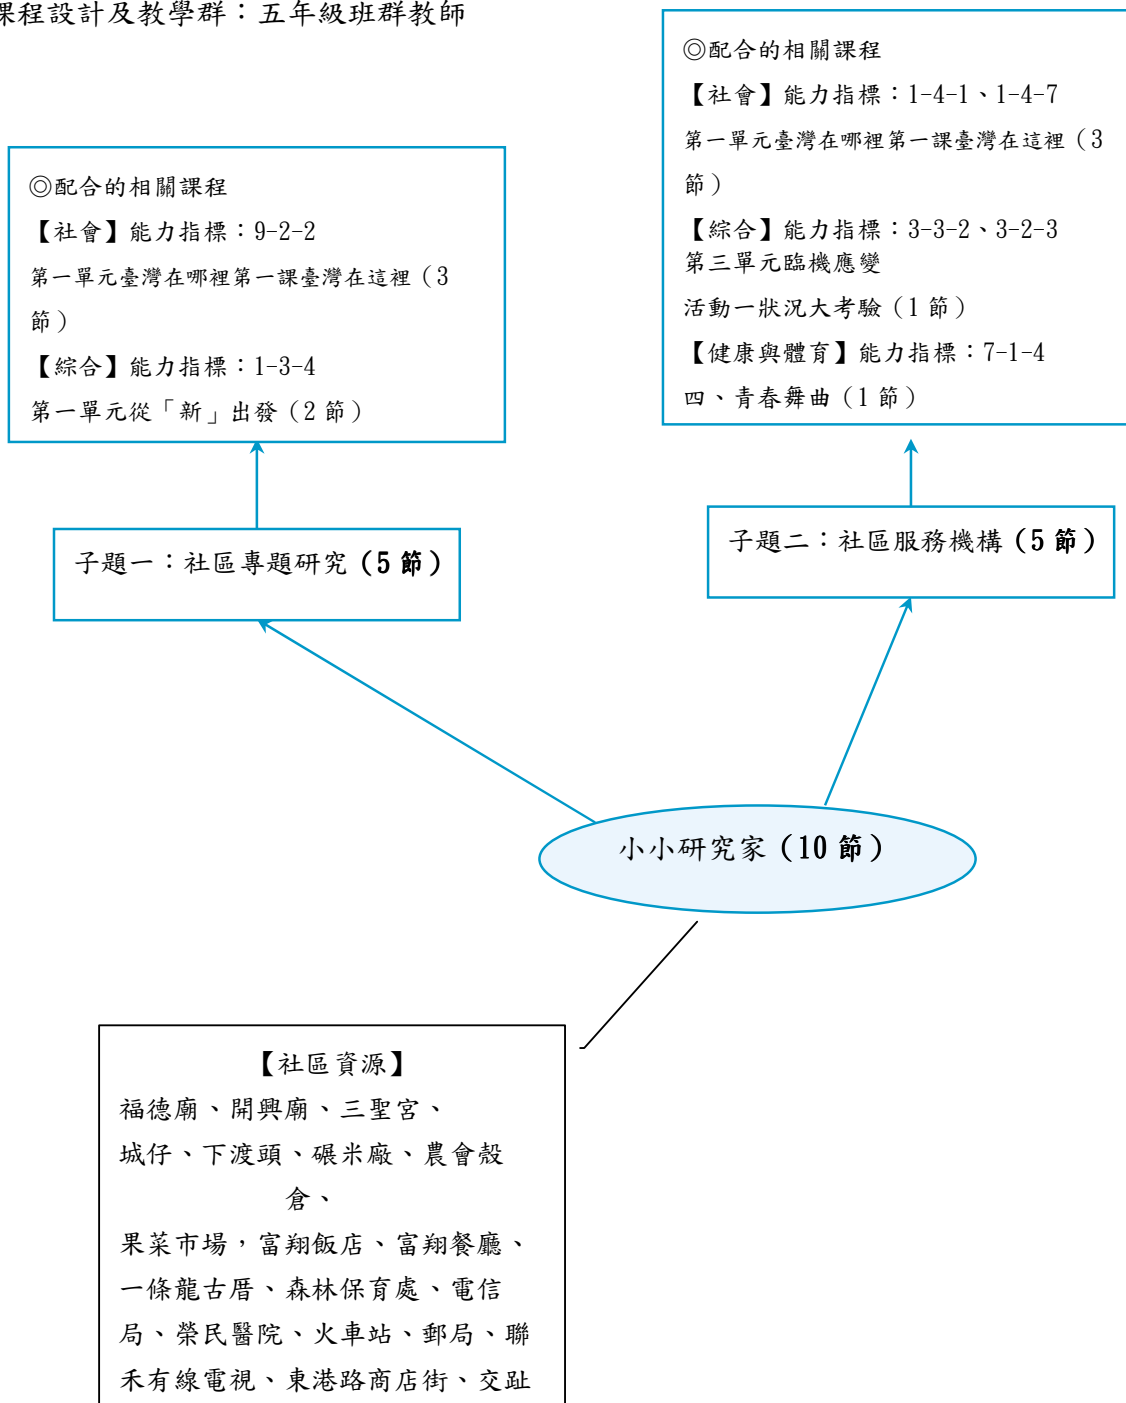 課程設計及教學群：五年級班群教師
◎配合的相關課程
【社會】能力指標：9-2-2
第一單元臺灣在哪裡第一課臺灣在這裡（3
節）
【綜合】能力指標：1-3-4
第一單元從「新」出發（2 節）
◎配合的相關課程
【社會】能力指標：1-4-1、1-4-7
第一單元臺灣在哪裡第一課臺灣在這裡（3
節）
【綜合】能力指標：3-3-2、3-2-3
第三單元臨機應變
活動一狀況大考驗（1 節）
【健康與體育】能力指標：7-1-4
四、青春舞曲（1 節）
子題一：社區專題研究（5 節）
子題二：社區服務機構（5 節）
小小研究家（10 節）
【社區資源】
福德廟、開興廟、三聖宮、
城仔、下渡頭、碾米廠、農會殼
倉、
果菜市場，富翔飯店、富翔餐廳、
一條龍古厝、森林保育處、電信
局、榮民醫院、火車站、郵局、聯
禾有線電視、東港路商店街、交趾